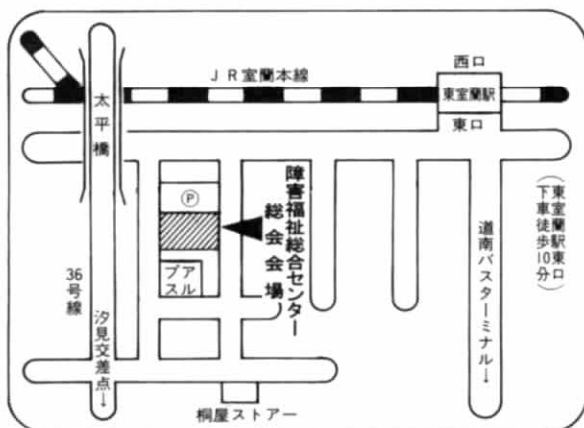 JR室蘭本線
西口
東室蘭駅
東口
太平橋
Ⓟ
障害福祉総合センター
総会会場
プール
アス
36号線
汐見交差点→
桐屋ストアー
道南バスターミナル→
(東室蘭駅東口
下車徒歩10分)